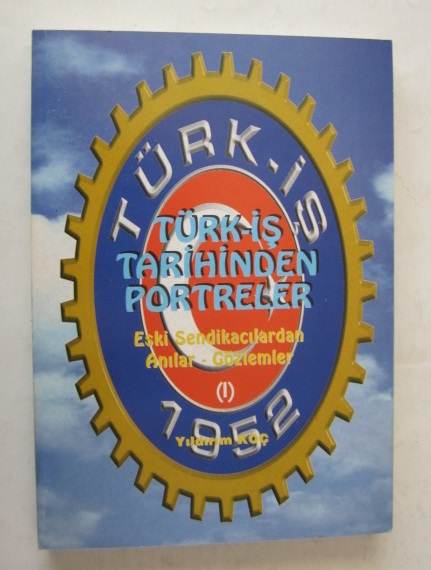 TÜRK-İŞ
TÜRK-İŞ
TARİHİNDEN
PORTRELER
Eski Sendikacılardan
Anılar - Gözlemler
(I)
1952
Yıldırım KOÇ